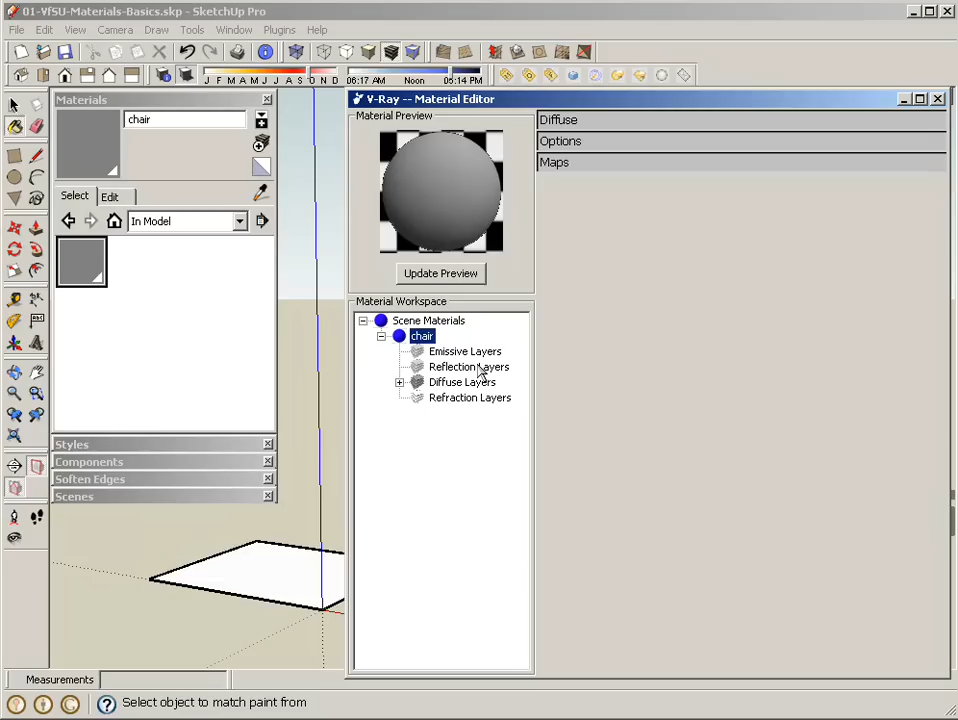 01-VfSU-Materials-Basics.skp - SketchUp Pro
File Edit View Camera Draw Tools Window Plugins Help
J F M A M J J A S O N D 06:17 AM Noon 05:14 PM
Materials
chair
Select Edit
In Model
Styles
Components
Soften Edges
Scenes
V-Ray -- Material Editor
Material Preview
Update Preview
Material Workspace
Scene Materials
chair
Emissive Layers
Reflection Layers
Diffuse Layers
Refraction Layers
Diffuse
Options
Maps
Measurements
Select object to match paint from